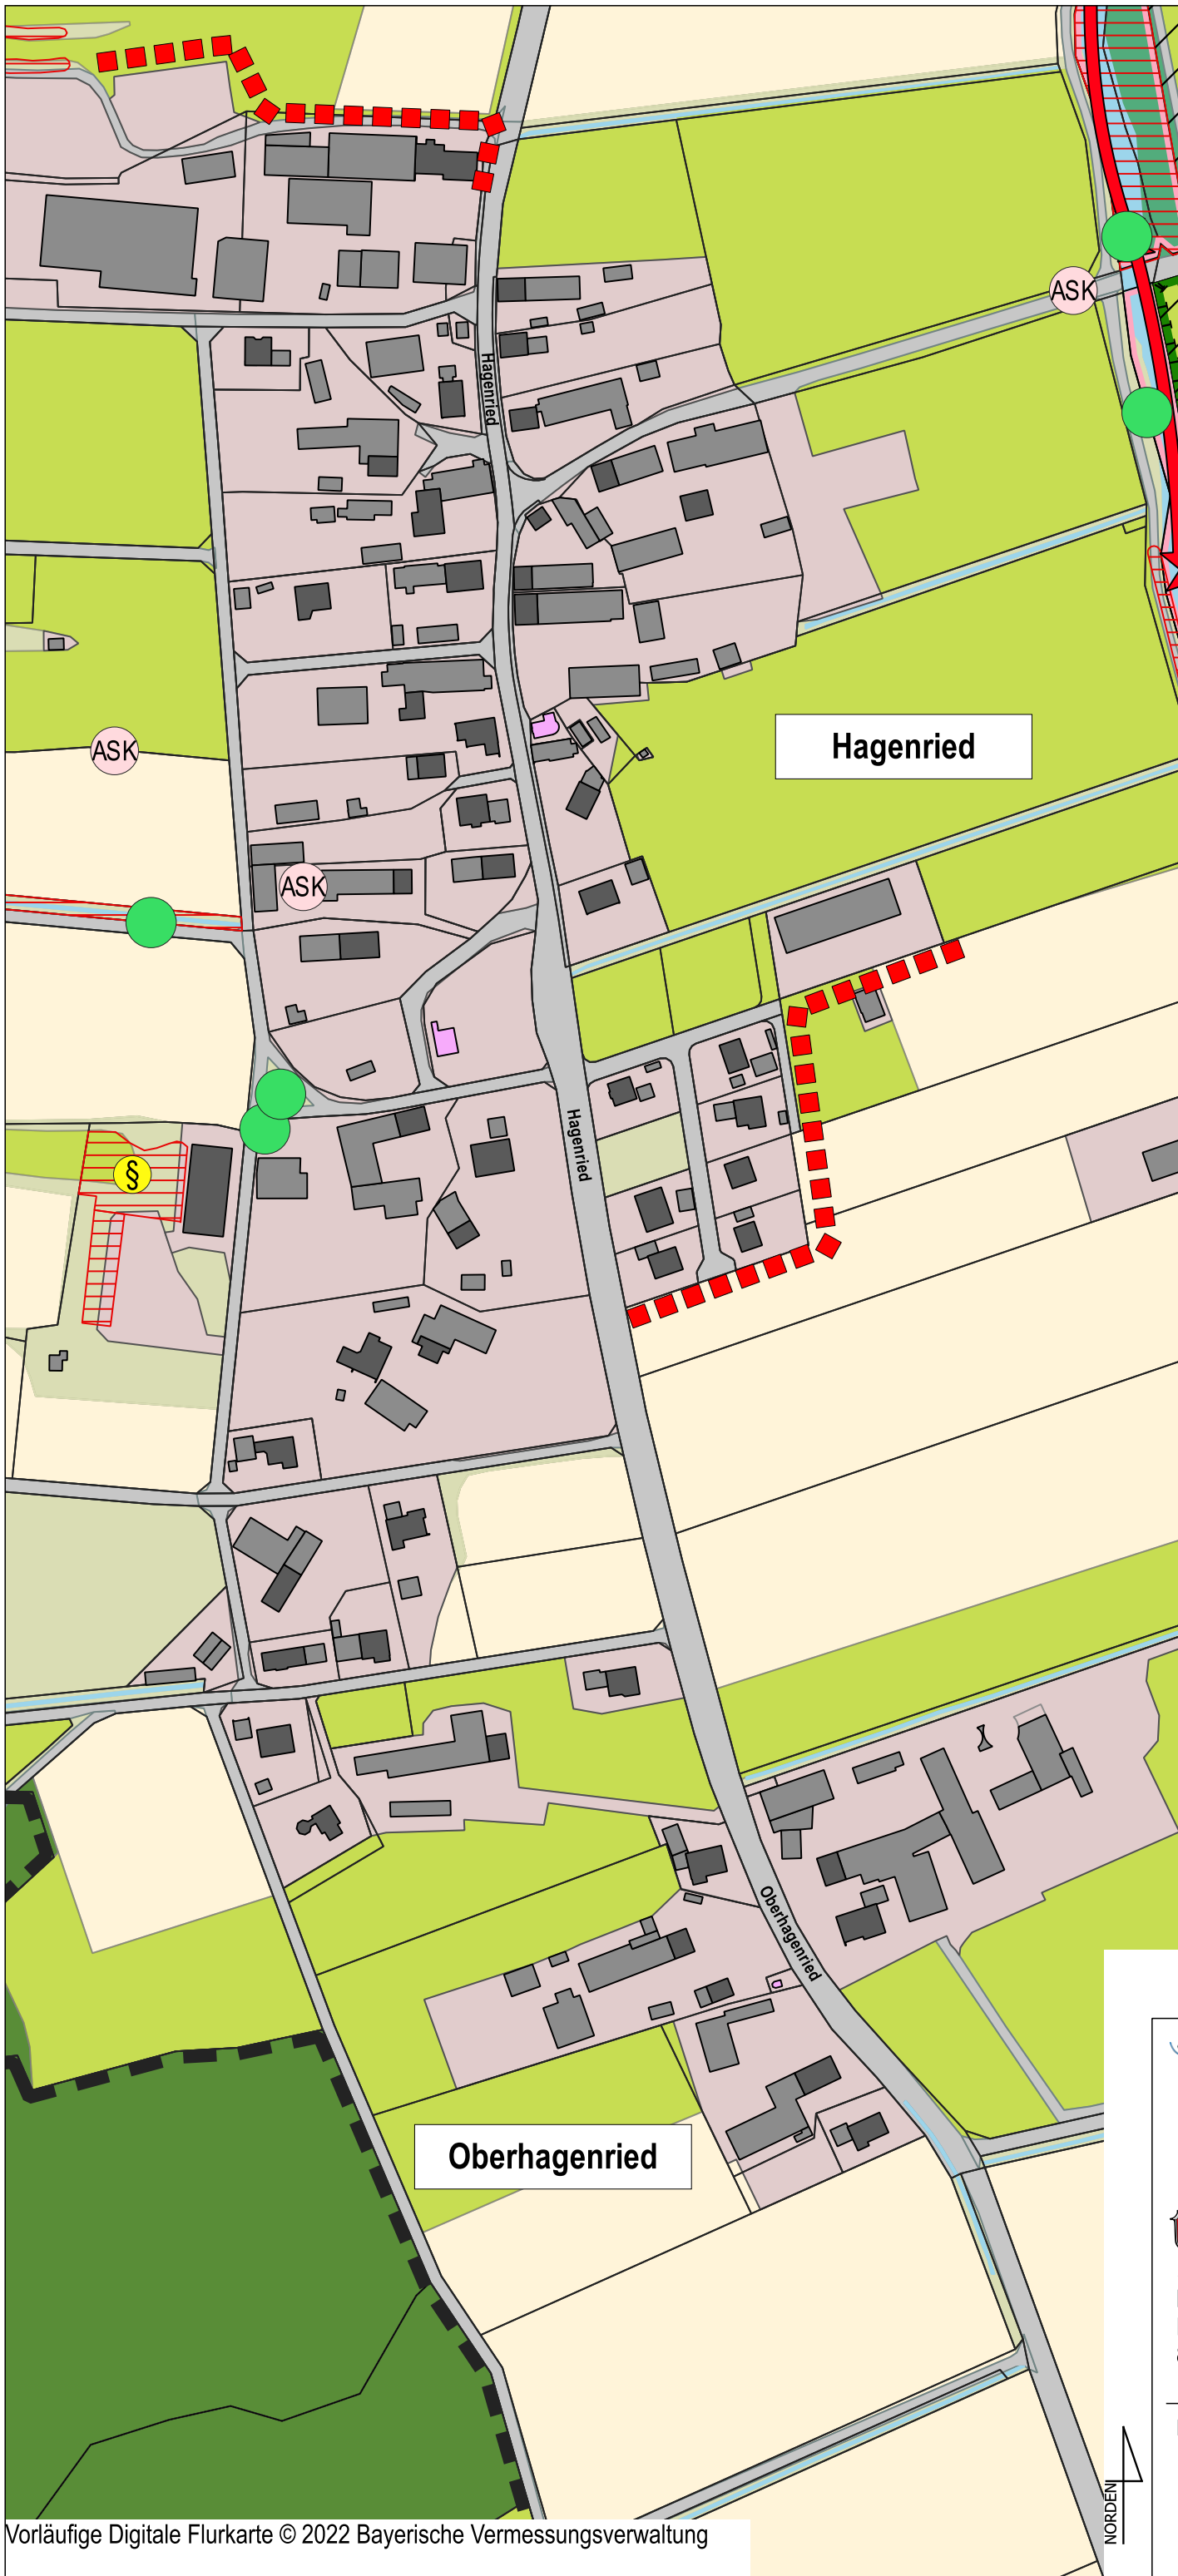 Hagenried
ASK
Hagenried
ASK
ASK
Hagenried
§
Oberhagenried
Oberhagenried
NORDEN
Vorläufige Digitale Flurkarte © 2022 Bayerische Vermessungsverwaltung